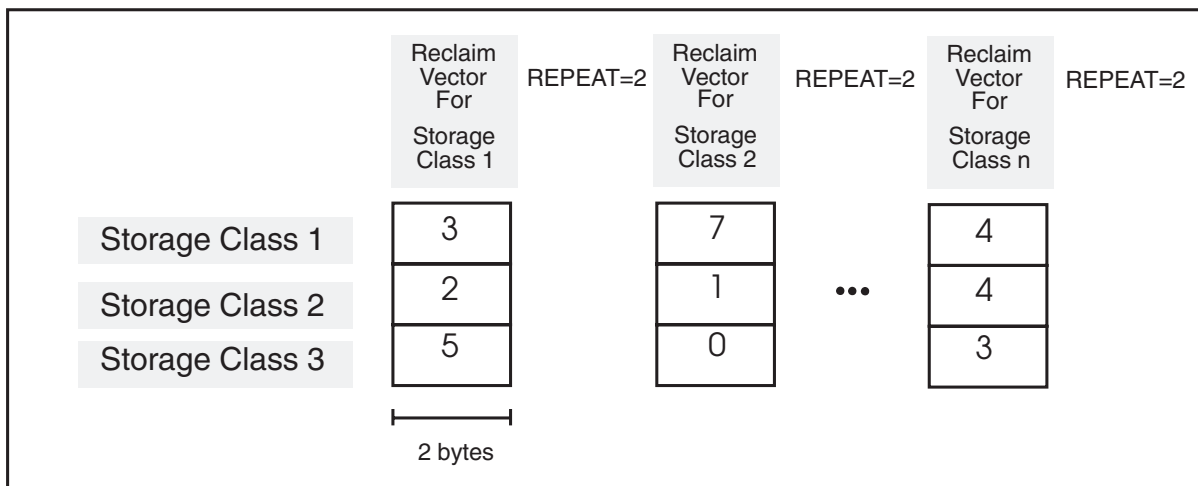 Reclaim
Vector
For
Storage
Class 1
REPEAT=2
Reclaim
Vector
For
Storage
Class 2
REPEAT=2
Reclaim
Vector
For
Storage
Class n
REPEAT=2
Storage Class 1
3
7
4
Storage Class 2
2
1
•••
4
Storage Class 3
5
0
3
2 bytes